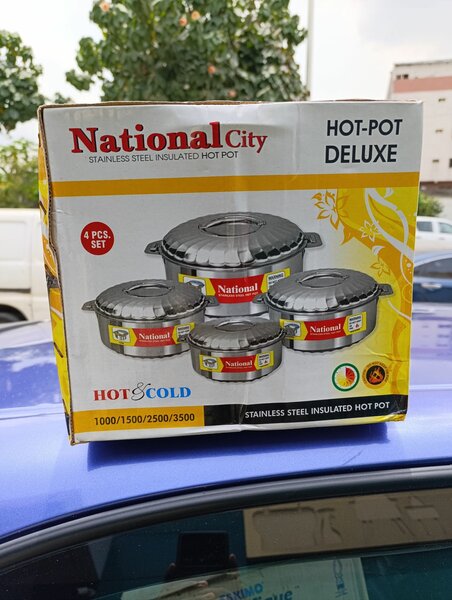 National City
STAINLESS STEEL INSULATED HOT POT
HOT-POT
DELUXE
4 PCS.
SET
National
National
National
National
HOT & COLD
1000/1500/2500/3500
STAINLESS STEEL INSULATED HOT POT